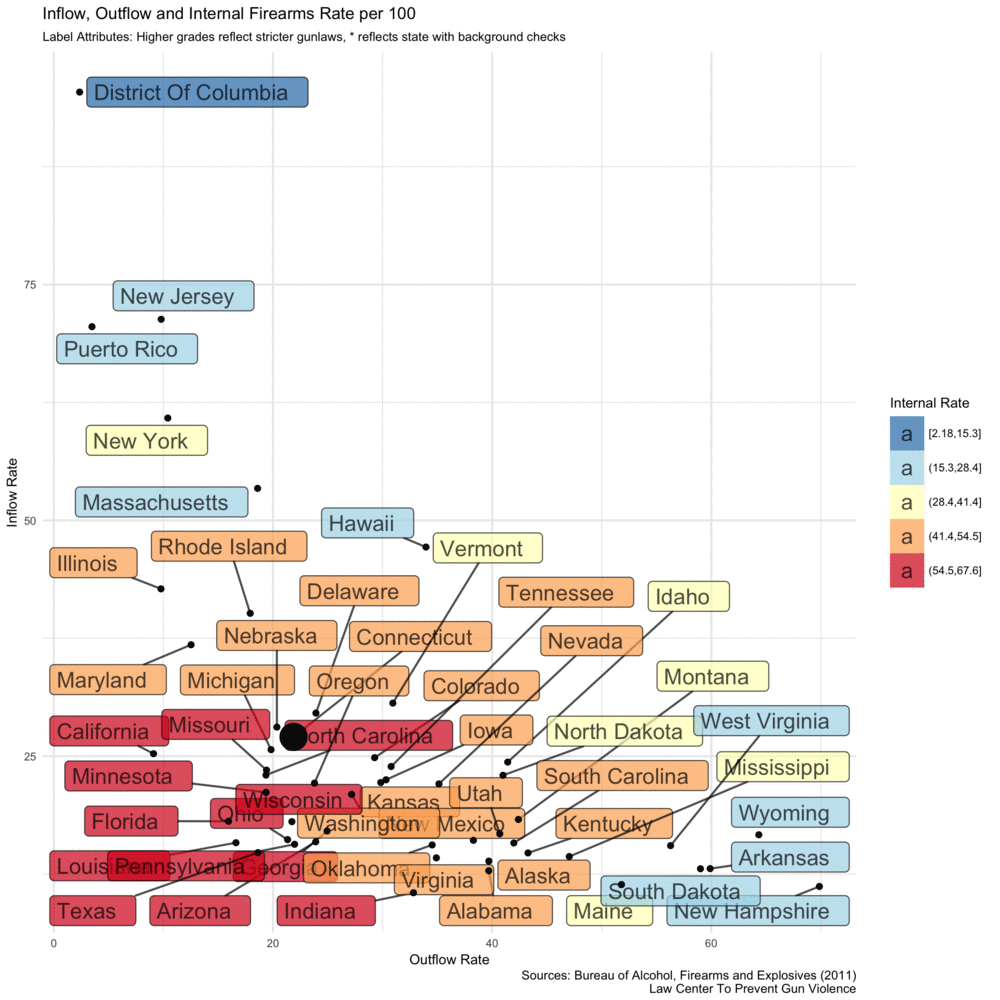 Inflow, Outflow and Internal Firearms Rate per 100
Label Attributes: Higher grades reflect stricter gunlaws, * reflects state with background checks
District Of Columbia
75
New Jersey
Puerto Rico
New York
Massachusetts
50
Hawaii
Vermont
Rhode Island
Illinois
Delaware
Tennessee
Idaho
Nebraska
Connecticut
Nevada
Maryland
Michigan
Oregon
Colorado
Montana
California
Missouri
orth Carolina
Iowa
North Dakota
West Virginia
25
Minnesota
South Carolina
Mississippi
Wisconsin
Kansas
Utah
Florida
Ohio
Washington
Mexico
Kentucky
Wyoming
Louis
Pennsylvania
Georgi
Oklahoma
Virginia
Alaska
Arkansas
South Dakota
Texas
Arizona
Indiana
Alabama
Maine
New Hampshire
0
20
40
60
Outflow Rate
Inflow Rate
Internal Rate
a [2.18,15.3]
a (15.3,28.4]
a (28.4,41.4]
a (41.4,54.5]
a (54.5,67.6]
Sources: Bureau of Alcohol, Firearms and Explosives (2011)
Law Center To Prevent Gun Violence